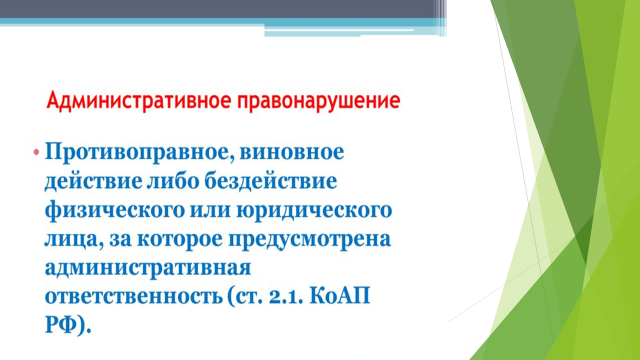 Административное правонарушение
• Противоправное, виновное
действие либо бездействие
физического или юридического
лица, за которое предусмотрена
административная
ответственность (ст. 2.1. КоАП
РФ).